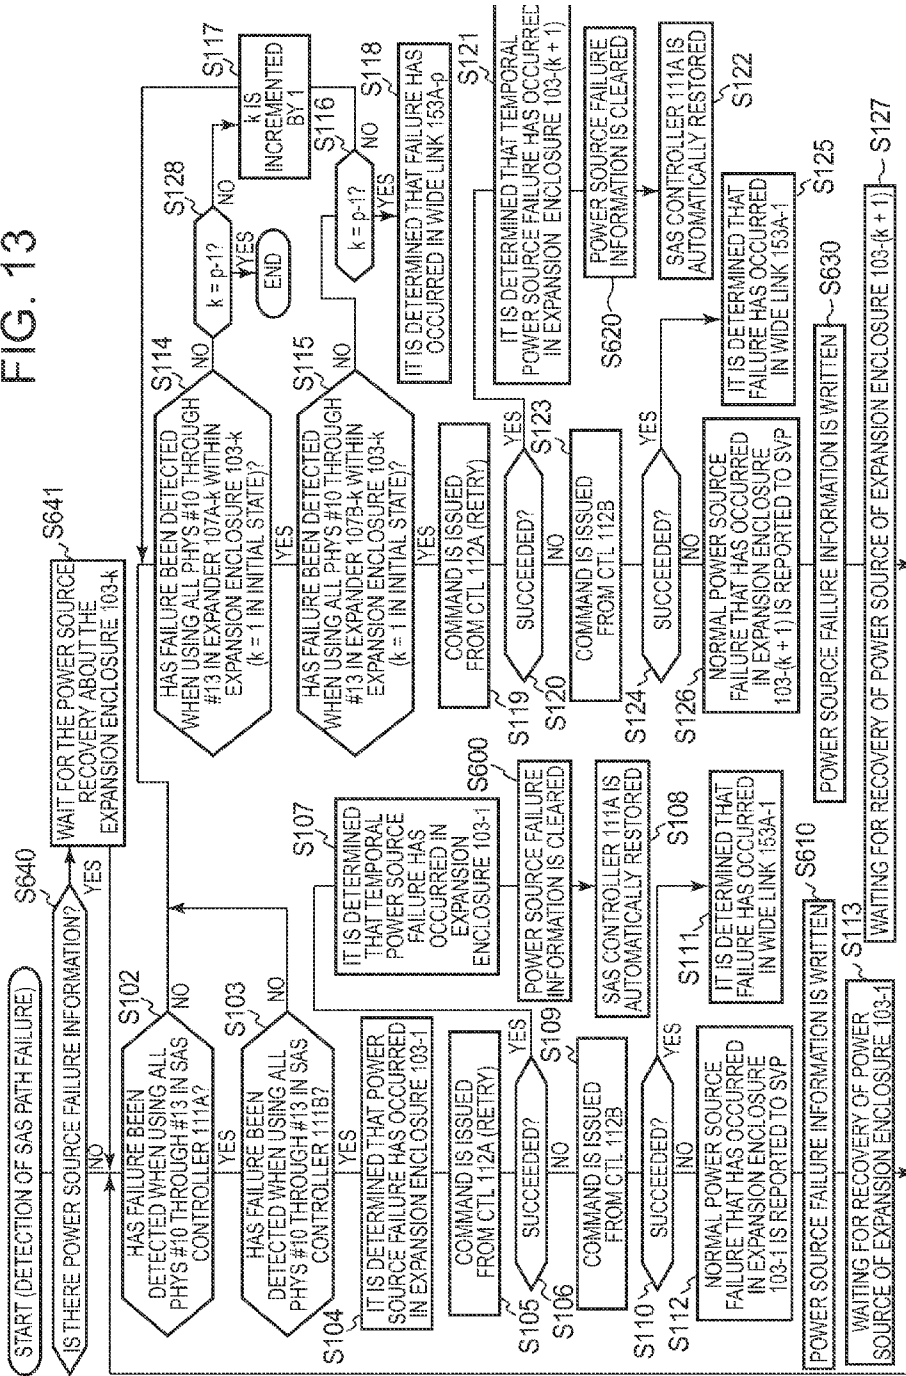 FIG. 13
START (DETECTION OF SAS PATH FAILURE)
S640
IS THERE POWER SOURCE FAILURE INFORMATION?
YES
NO
S641
WAIT FOR THE POWER SOURCE
RECOVERY ABOUT THE
EXPANSION ENCLOSURE 103-k
S102
HAS FAILURE BEEN
DETECTED WHEN USING ALL
PHYS #10 THROUGH #13 IN SAS
CONTROLLER 111A?
NO
YES
S103
HAS FAILURE BEEN
DETECTED WHEN USING ALL
PHYS #10 THROUGH #13 IN SAS
CONTROLLER 111B?
NO
YES
S104
IT IS DETERMINED THAT POWER
SOURCE FAILURE HAS OCCURRED
IN EXPANSION ENCLOSURE 103-1
COMMAND IS ISSUED
FROM CTL 112A (RETRY)
S105
SUCCEEDED?
S106
YES
NO
S107
IT IS DETERMINED
THAT TEMPORAL
POWER SOURCE
FAILURE HAS
OCCURRED IN
EXPANSION
ENCLOSURE 103-1
S600
POWER SOURCE FAILURE
INFORMATION IS CLEARED
SAS CONTROLLER 111A IS
AUTOMATICALLY RESTORED
S108
S109
COMMAND IS ISSUED
FROM CTL 112B
SUCCEEDED?
S110
YES
NO
S111
IT IS DETERMINED THAT
FAILURE HAS OCCURRED
IN WIDE LINK 153A-1
S112
NORMAL POWER SOURCE
FAILURE THAT HAS OCCURRED
IN EXPANSION ENCLOSURE
103-1 IS REPORTED TO SVP
S610
POWER SOURCE FAILURE INFORMATION IS WRITTEN
S113
WAITING FOR RECOVERY OF POWER
SOURCE OF EXPANSION ENCLOSURE 103-1
S114
HAS FAILURE BEEN DETECTED
WHEN USING ALL PHYS #10 THROUGH
#13 IN EXPANDER 107A-k WITHIN
EXPANSION ENCLOSURE 103-k
(k = 1 IN INITIAL STATE)?
NO
YES
S128
k = p-1?
NO
YES
END
S117
k IS
INCREMENTED
BY 1
S115
HAS FAILURE BEEN DETECTED
WHEN USING ALL PHYS #10 THROUGH
#13 IN EXPANDER 107B-k WITHIN
EXPANSION ENCLOSURE 103-k
(k = 1 IN INITIAL STATE)?
NO
YES
S116
k = p-1?
NO
YES
S118
IT IS DETERMINED THAT FAILURE HAS
OCCURRED IN WIDE LINK 153A-p
COMMAND IS ISSUED
FROM CTL 112A (RETRY)
S119
SUCCEEDED?
S120
YES
NO
S121
IT IS DETERMINED THAT TEMPORAL
POWER SOURCE FAILURE HAS OCCURRED
IN EXPANSION ENCLOSURE 103-(k + 1)
POWER SOURCE FAILURE
INFORMATION IS CLEARED
S620
SAS CONTROLLER 111A IS
AUTOMATICALLY RESTORED
S122
S123
COMMAND IS ISSUED
FROM CTL 112B
SUCCEEDED?
S124
YES
NO
IT IS DETERMINED THAT
FAILURE HAS OCCURRED
IN WIDE LINK 153A-1
S125
S126
NORMAL POWER SOURCE
FAILURE THAT HAS OCCURRED
IN EXPANSION ENCLOSURE
103-(k + 1) IS REPORTED TO SVP
S630
POWER SOURCE FAILURE INFORMATION IS WRITTEN
S127
WAITING FOR RECOVERY OF POWER SOURCE OF EXPANSION ENCLOSURE 103-(k + 1)